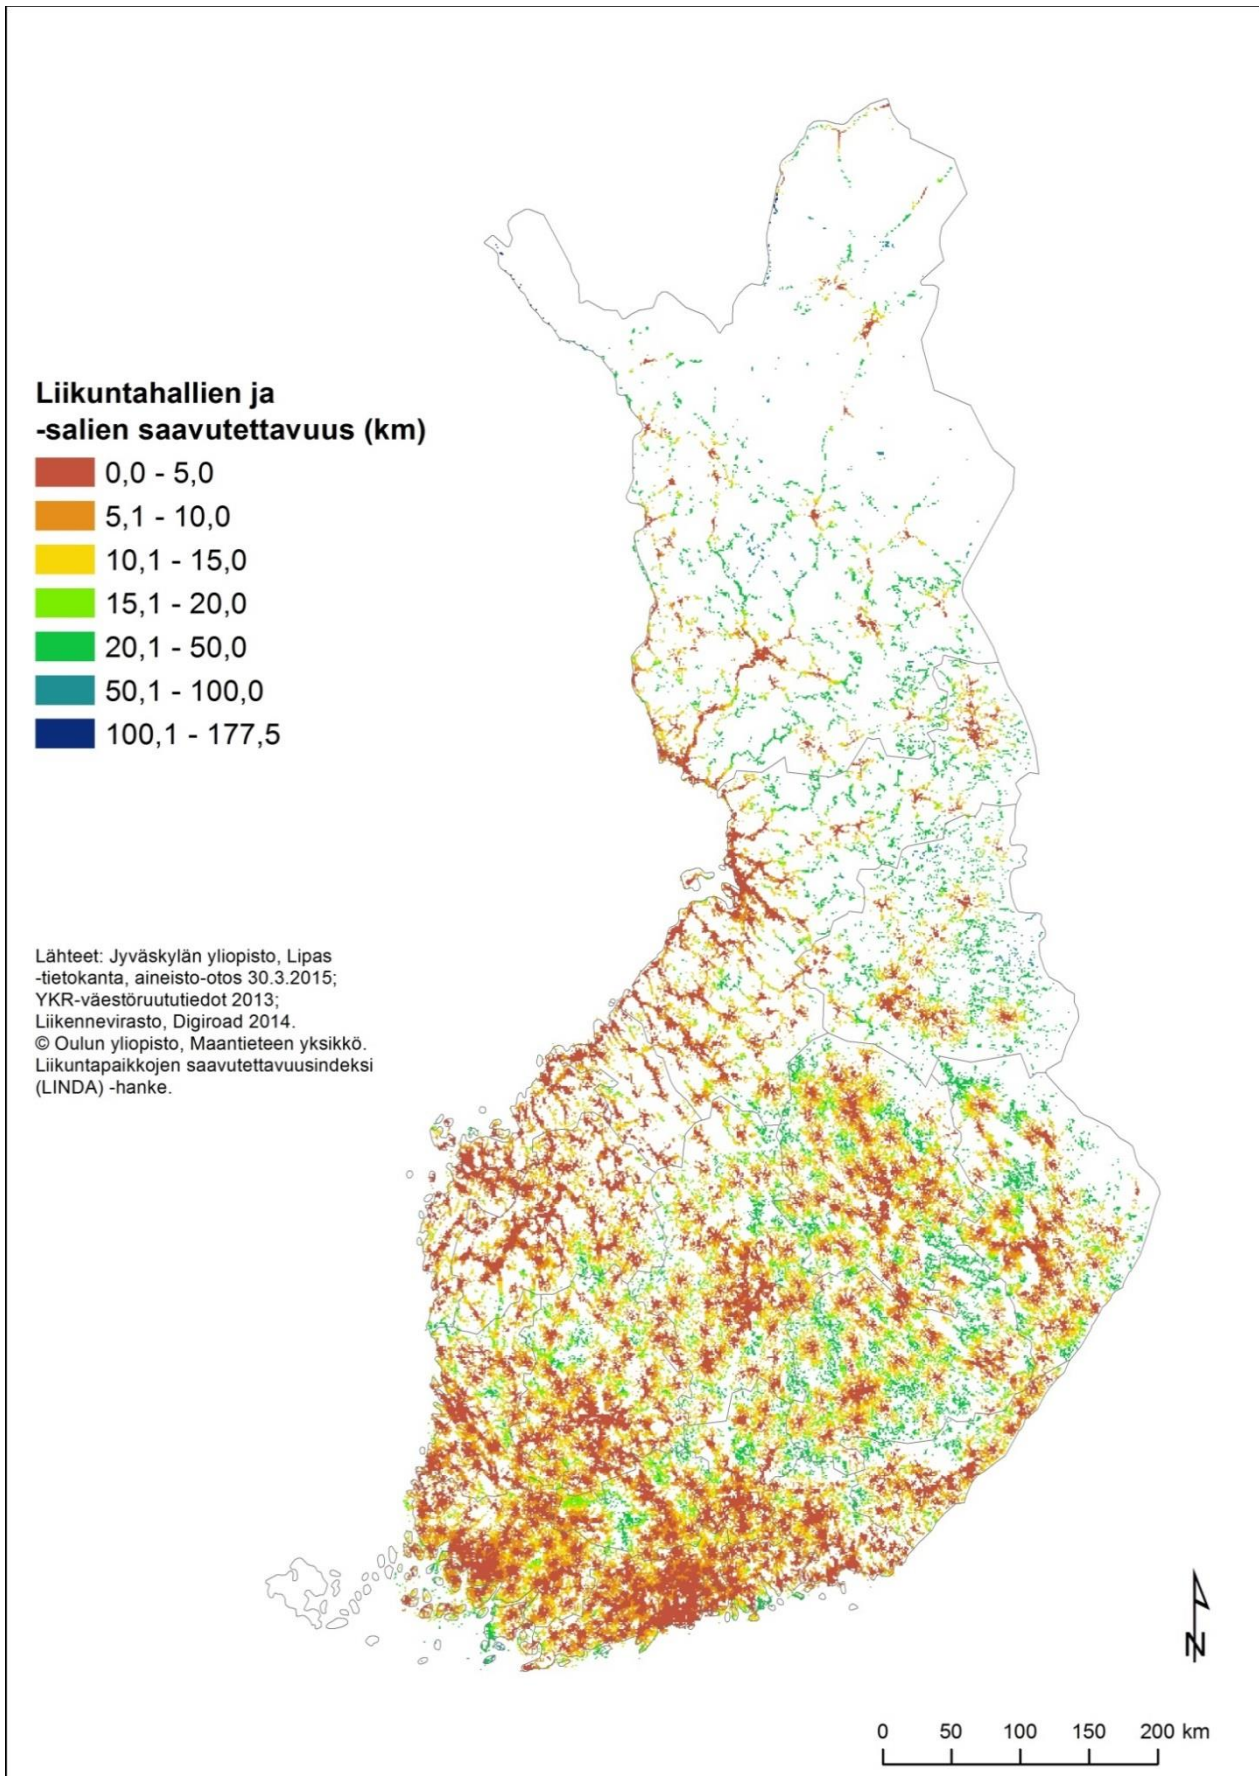 Liikuntahallien ja
-salien saavutettavuus (km)
0,0 - 5,0
5,1 - 10,0
10,1 - 15,0
15,1 - 20,0
20,1 - 50,0
50,1 - 100,0
100,1 - 177,5
Lähteet: Jyväskylän yliopisto, Lipas
-tietokanta, aineisto-otos 30.3.2015;
YKR-väestöruututiedot 2013;
Liikennevirasto, Digiroad 2014.
© Oulun yliopisto, Maantieteen yksikkö.
Liikuntapaikkojen saavutettavuusindeksi
(LINDA) -hanke.
N
0 50 100 150 200 km